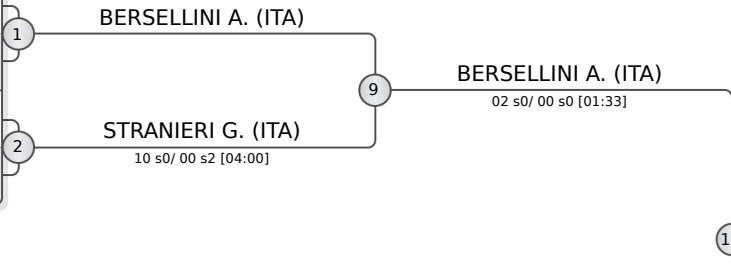 BERSELLINI A. (ITA)
1
9
BERSELLINI A. (ITA)
02 s0/ 00 s0 [01:33]
STRANIERI G. (ITA)
2
10 s0/ 00 s2 [04:00]